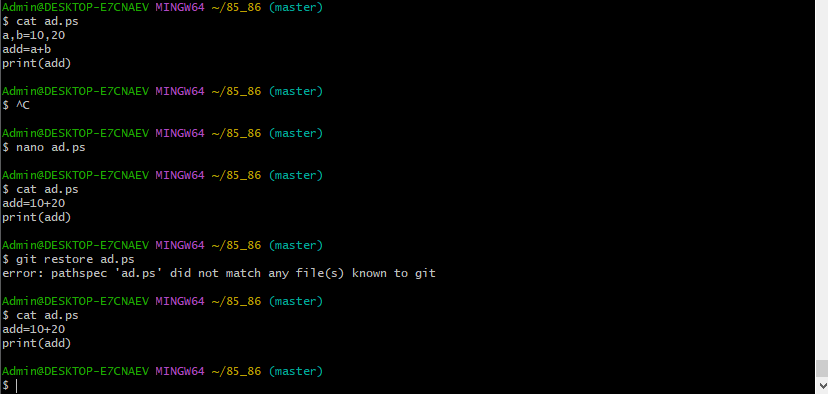 Admin@DESKTOP-E7CNAEV MINGW64 ~/85_86 (master)
$ cat ad.ps
a,b=10,20
add=a+b
print(add)
Admin@DESKTOP-E7CNAEV MINGW64 ~/85_86 (master)
$ ^C
Admin@DESKTOP-E7CNAEV MINGW64 ~/85_86 (master)
$ nano ad.ps
Admin@DESKTOP-E7CNAEV MINGW64 ~/85_86 (master)
$ cat ad.ps
add=10+20
print(add)
Admin@DESKTOP-E7CNAEV MINGW64 ~/85_86 (master)
$ git restore ad.ps
error: pathspec 'ad.ps' did not match any file(s) known to git
Admin@DESKTOP-E7CNAEV MINGW64 ~/85_86 (master)
$ cat ad.ps
add=10+20
print(add)
Admin@DESKTOP-E7CNAEV MINGW64 ~/85_86 (master)
$